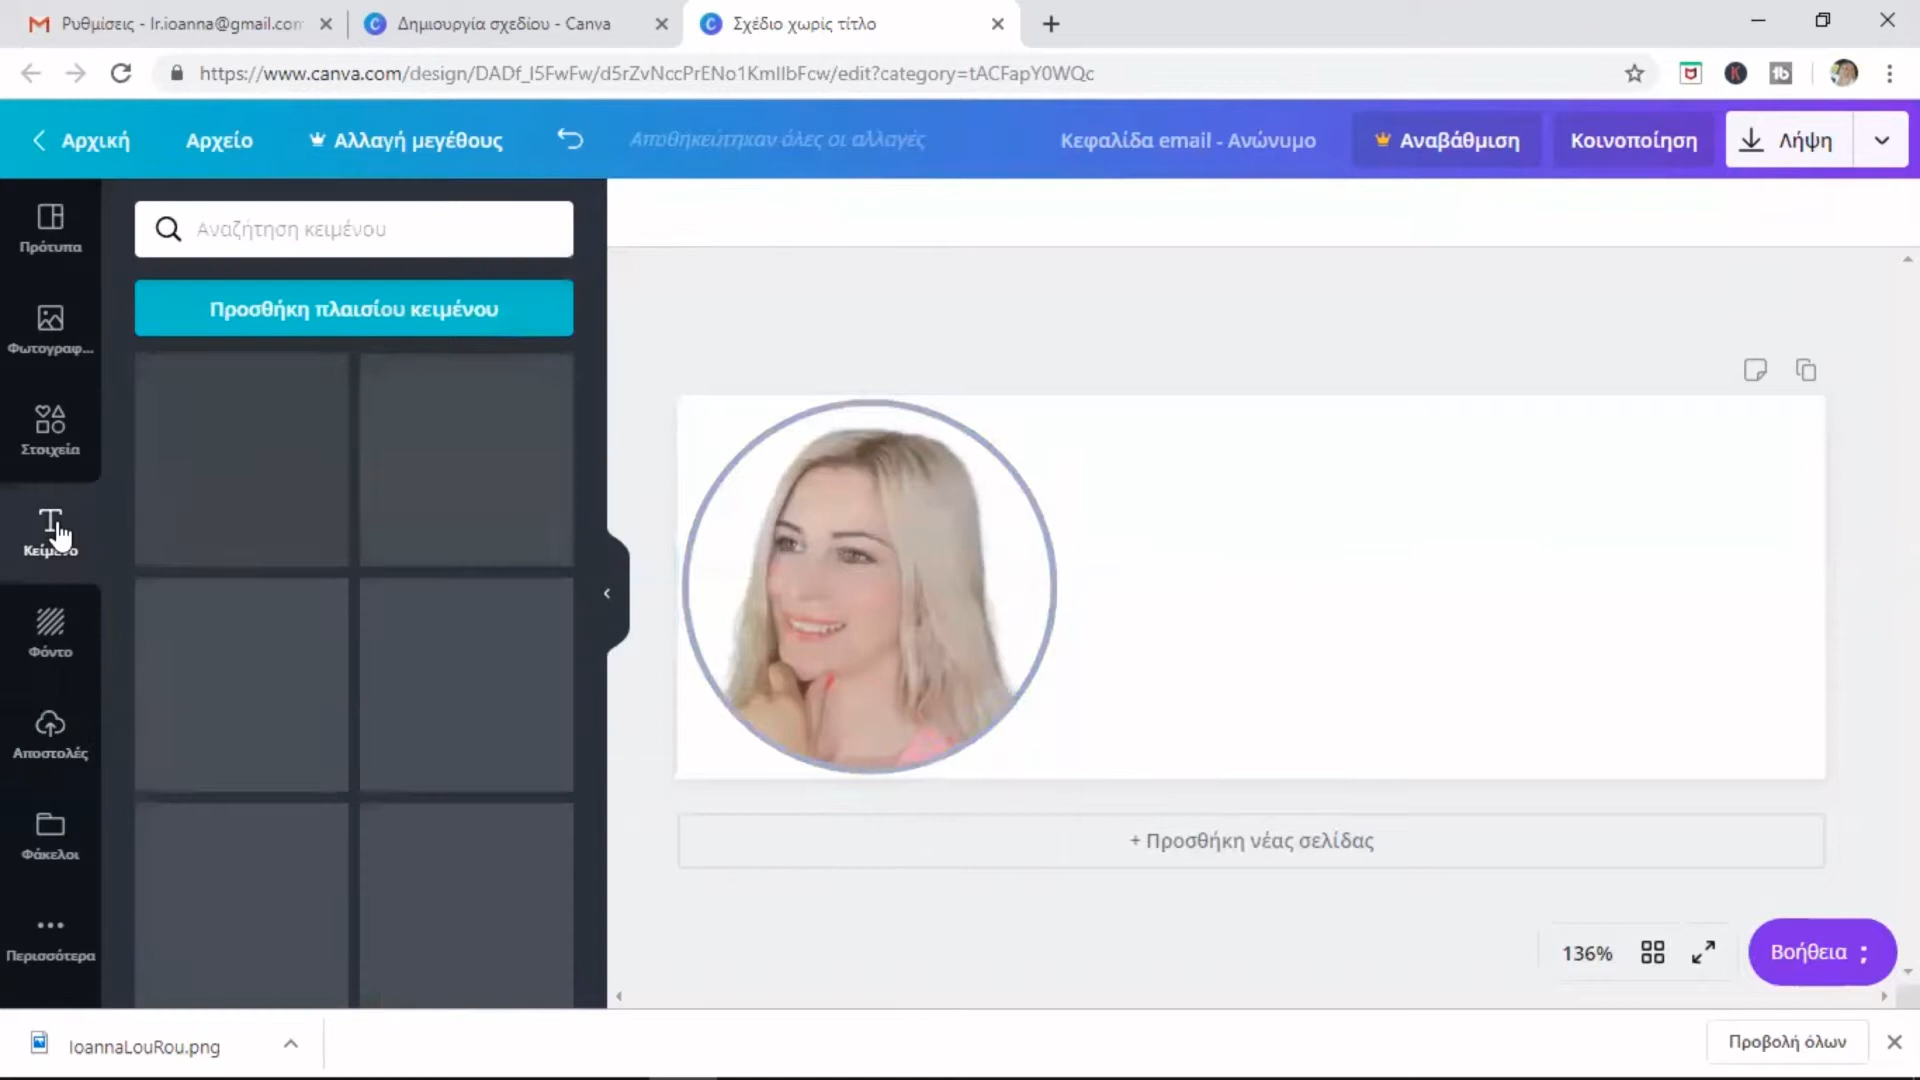 Ρυθμίσεις - lr.ioanna@gmail.com
Δημιουργία σχεδίου - Canva
Σχέδιο χωρίς τίτλο
https://www.canva.com/design/DADf_I5FwFw/d5rZvNccPrENo1KmIlbFcw/edit?category=tACFapY0WQc
Αρχική
Αρχείο
Αλλαγή μεγέθους
Αποθηκεύτηκαν όλες οι αλλαγές
Κεφαλίδα email - Ανώνυμο
Αναβάθμιση
Κοινοποίηση
Λήψη
Πρότυπα
Φωτογραφ...
Στοιχεία
Κείμενο
Φόντο
Αποστολές
Φάκελοι
Περισσότερα
Αναζήτηση κειμένου
Προσθήκη πλαισίου κειμένου
+ Προσθήκη νέας σελίδας
136%
Βοήθεια ;
IoannaLouRou.png
Προβολή όλων